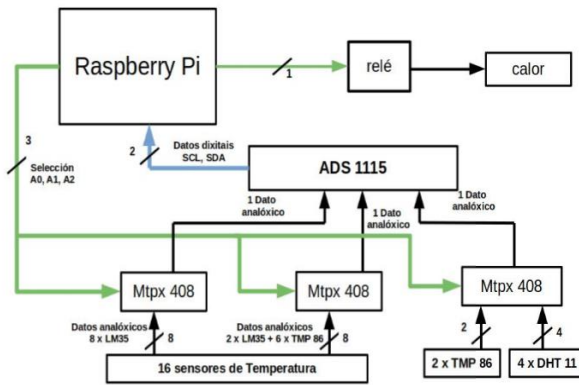 Raspberry Pi
1
relé
calor
3
Selección
A0, A1, A2
2
Datos dixitais
SCL, SDA
ADS 1115
1 Dato
analóxico
1 Dato
analóxico
1 Dato
analóxico
Mtpx 408
Mtpx 408
Mtpx 408
Datos analóxicos
8 x LM35
8
Datos analóxicos
2 x LM35 + 6 x TMP 86
8
2
4
16 sensores de Temperatura
2 x TMP 86
4 x DHT 11